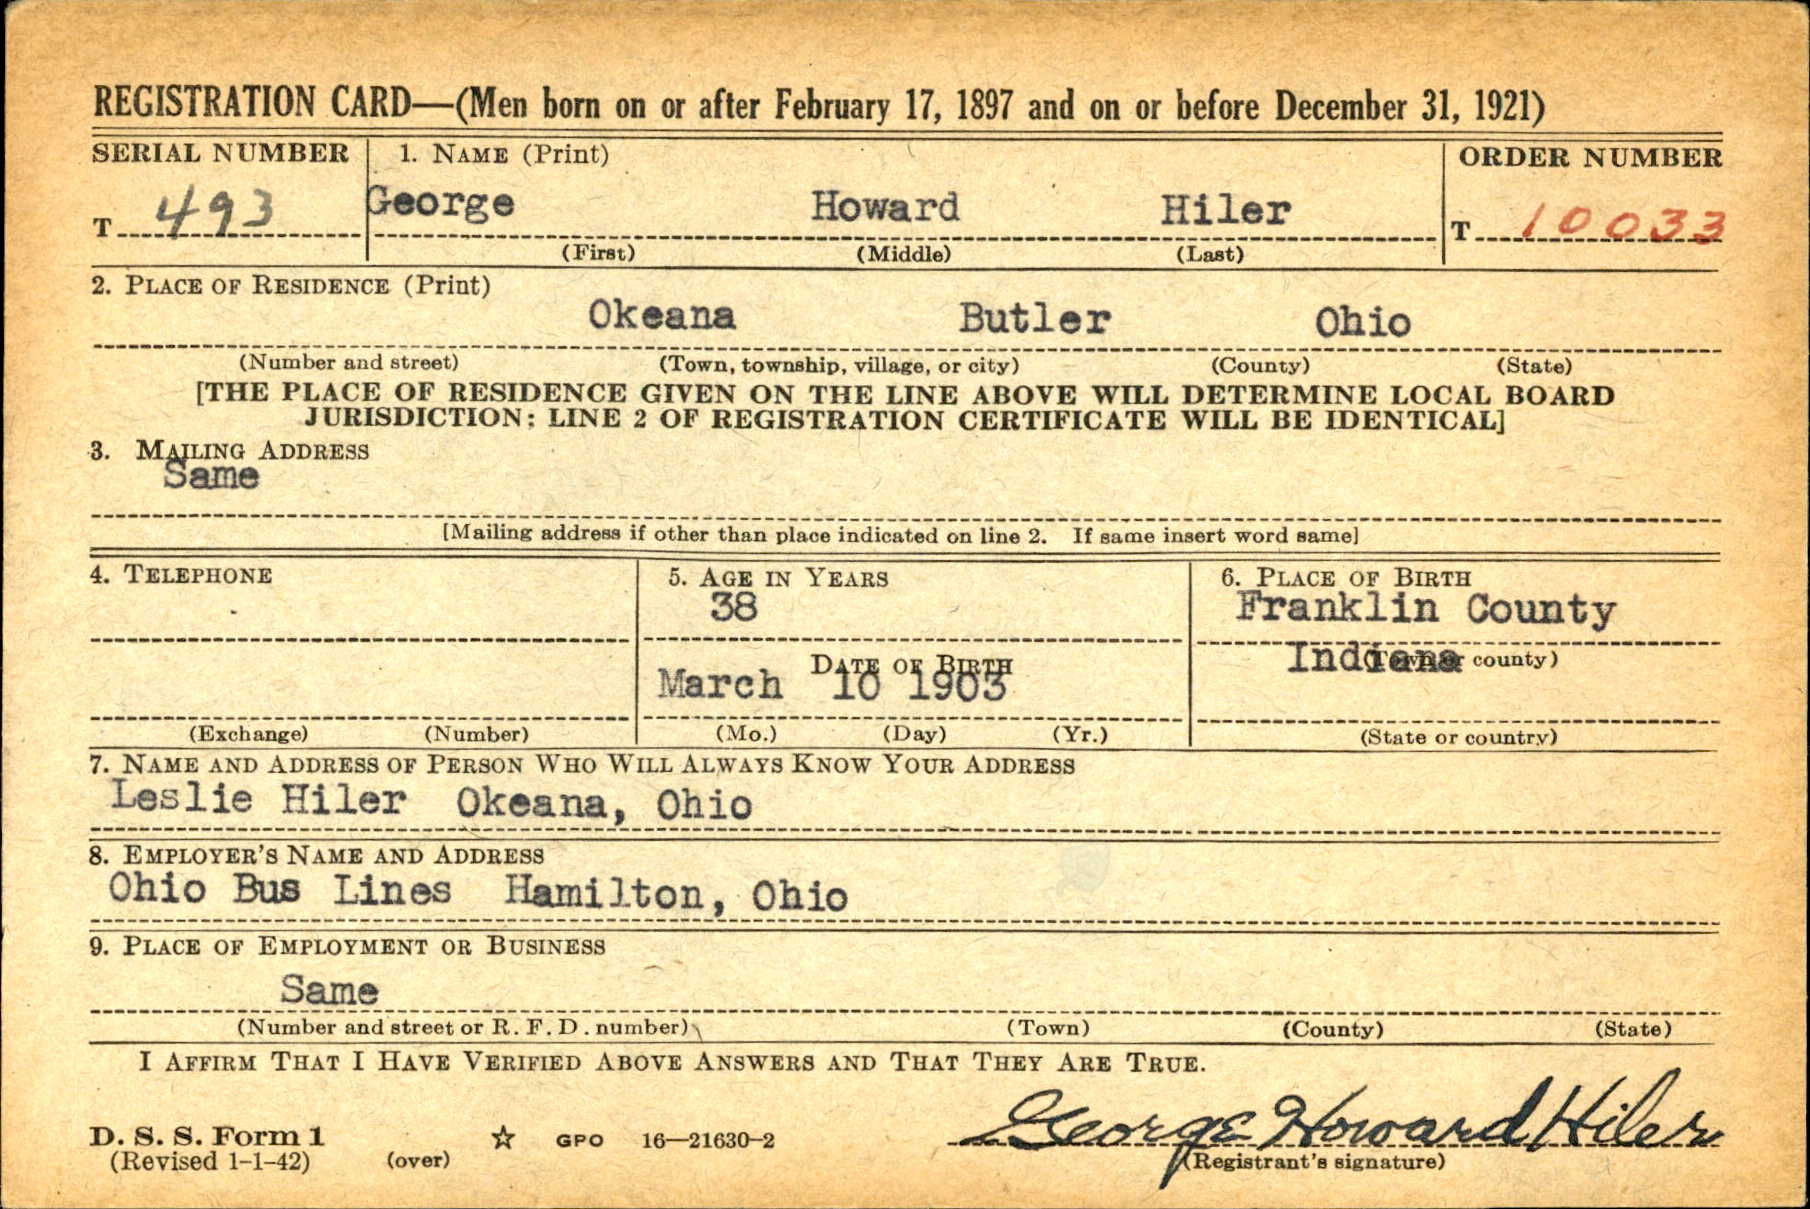 REGISTRATION CARD—(Men born on or after February 17, 1897 and on or before December 31, 1921)
SERIAL NUMBER 1. NAME (Print) ORDER NUMBER
T 493 George Howard Hiler T 10033
(First) (Middle) (Last)
2. PLACE OF RESIDENCE (Print)
Okeana Butler Ohio
(Number and street) (Town, township, village, or city) (County) (State)
[THE PLACE OF RESIDENCE GIVEN ON THE LINE ABOVE WILL DETERMINE LOCAL BOARD
JURISDICTION; LINE 2 OF REGISTRATION CERTIFICATE WILL BE IDENTICAL]
3. MAILING ADDRESS
Same
[Mailing address if other than place indicated on line 2. If same insert word same]
4. TELEPHONE 5. AGE IN YEARS 6. PLACE OF BIRTH
38 Franklin County
DATE OF BIRTH Indiana (Town or county)
March 10 1903
(Exchange) (Number) (Mo.) (Day) (Yr.) (State or country)
7. NAME AND ADDRESS OF PERSON WHO WILL ALWAYS KNOW YOUR ADDRESS
Leslie Hiler Okeana, Ohio
8. EMPLOYER'S NAME AND ADDRESS
Ohio Bus Lines Hamilton, Ohio
9. PLACE OF EMPLOYMENT OR BUSINESS
Same
(Number and street or R. F. D. number) (Town) (County) (State)
I AFFIRM THAT I HAVE VERIFIED ABOVE ANSWERS AND THAT THEY ARE TRUE.
D. S. S. Form 1 GPO 16—21630-2 George Howard Hiler
(Revised 1-1-42) (over) (Registrant's signature)